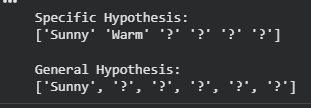 Specific Hypothesis:
['Sunny' 'Warm' '?' '?' '?' '?']
General Hypothesis:
['Sunny', '?', '?', '?', '?', '?']